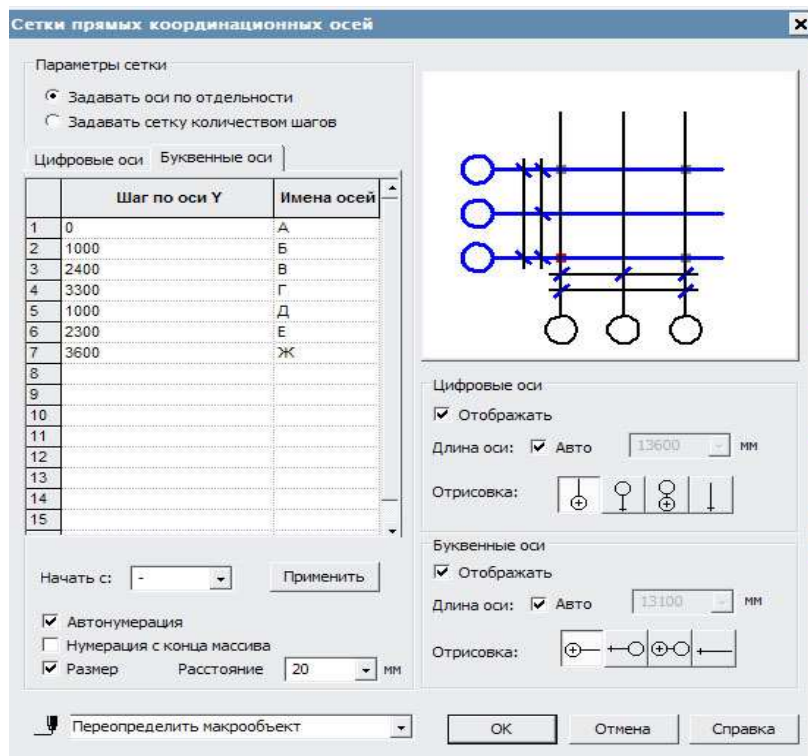 Сетки прямых координационных осей
Параметры сетки
Задавать оси по отдельности
Задавать сетку количеством шагов
Цифровые оси Буквенные оси
Шаг по оси Y Имена осей
1 0 А
2 1000 Б
3 2400 В
4 3300 Г
5 1000 Д
6 2300 Е
7 3600 Ж
8
9
10
11
12
13
14
15
Начать с: - Применить
Автонумерация
Нумерация с конца массива
Размер Расстояние 20 мм
Цифровые оси
Отображать
Длина оси: Авто 13600 мм
Отрисовка:
Буквенные оси
Отображать
Длина оси: Авто 13100 мм
Отрисовка:
Переопределить макрообъект OK Отмена Справка